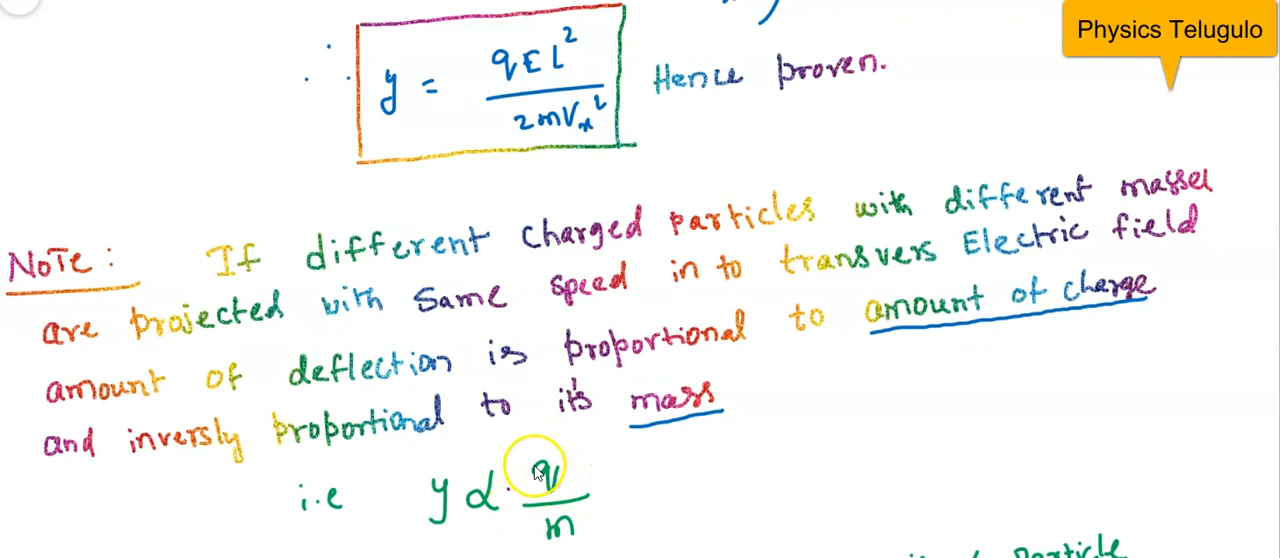 Physics Telugulo
∴ y = qEL² / 2mVₓ² Hence proven.
NOTE: If different charged particles with different masses
are projected with same speed in to transvers Electric field
amount of deflection is proportional to amount of charge
and inversly proportional to it's mass
i.e y ∝ q/m
Particle